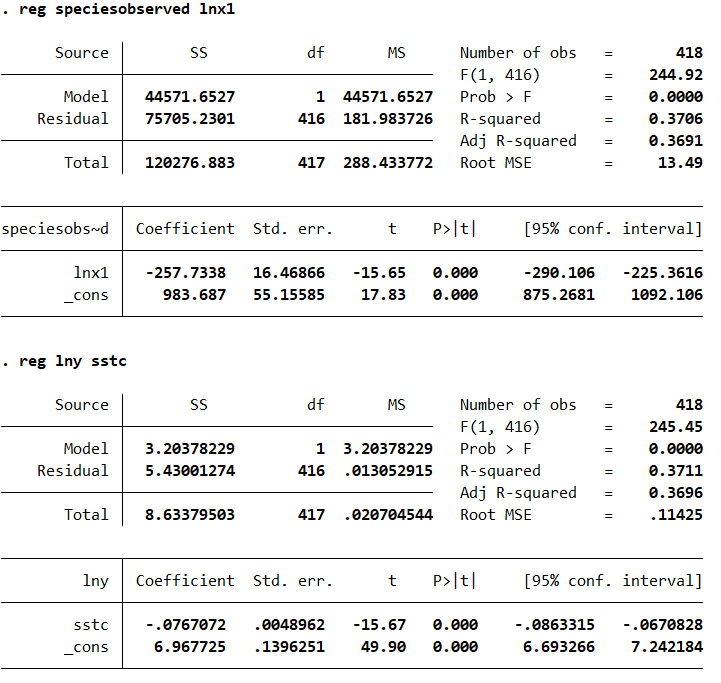 . reg speciesobserved lnx1
Source | SS df MS Number of obs = 418
F(1, 416) = 244.92
Model | 44571.6527 1 44571.6527 Prob > F = 0.0000
Residual | 75705.2301 416 181.983726 R-squared = 0.3706
Adj R-squared = 0.3691
Total | 120276.883 417 288.433772 Root MSE = 13.49
speciesobs~d | Coefficient Std. err. t P>|t| [95% conf. interval]
lnx1 | -257.7338 16.46866 -15.65 0.000 -290.106 -225.3616
_cons | 983.687 55.15585 17.83 0.000 875.2681 1092.106
. reg lny sstc
Source | SS df MS Number of obs = 418
F(1, 416) = 245.45
Model | 3.20378229 1 3.20378229 Prob > F = 0.0000
Residual | 5.43001274 416 .013052915 R-squared = 0.3711
Adj R-squared = 0.3696
Total | 8.63379503 417 .020704544 Root MSE = .11425
lny | Coefficient Std. err. t P>|t| [95% conf. interval]
sstc | -.0767072 .0048962 -15.67 0.000 -.0863315 -.0670828
_cons | 6.967725 .1396251 49.90 0.000 6.693266 7.242184